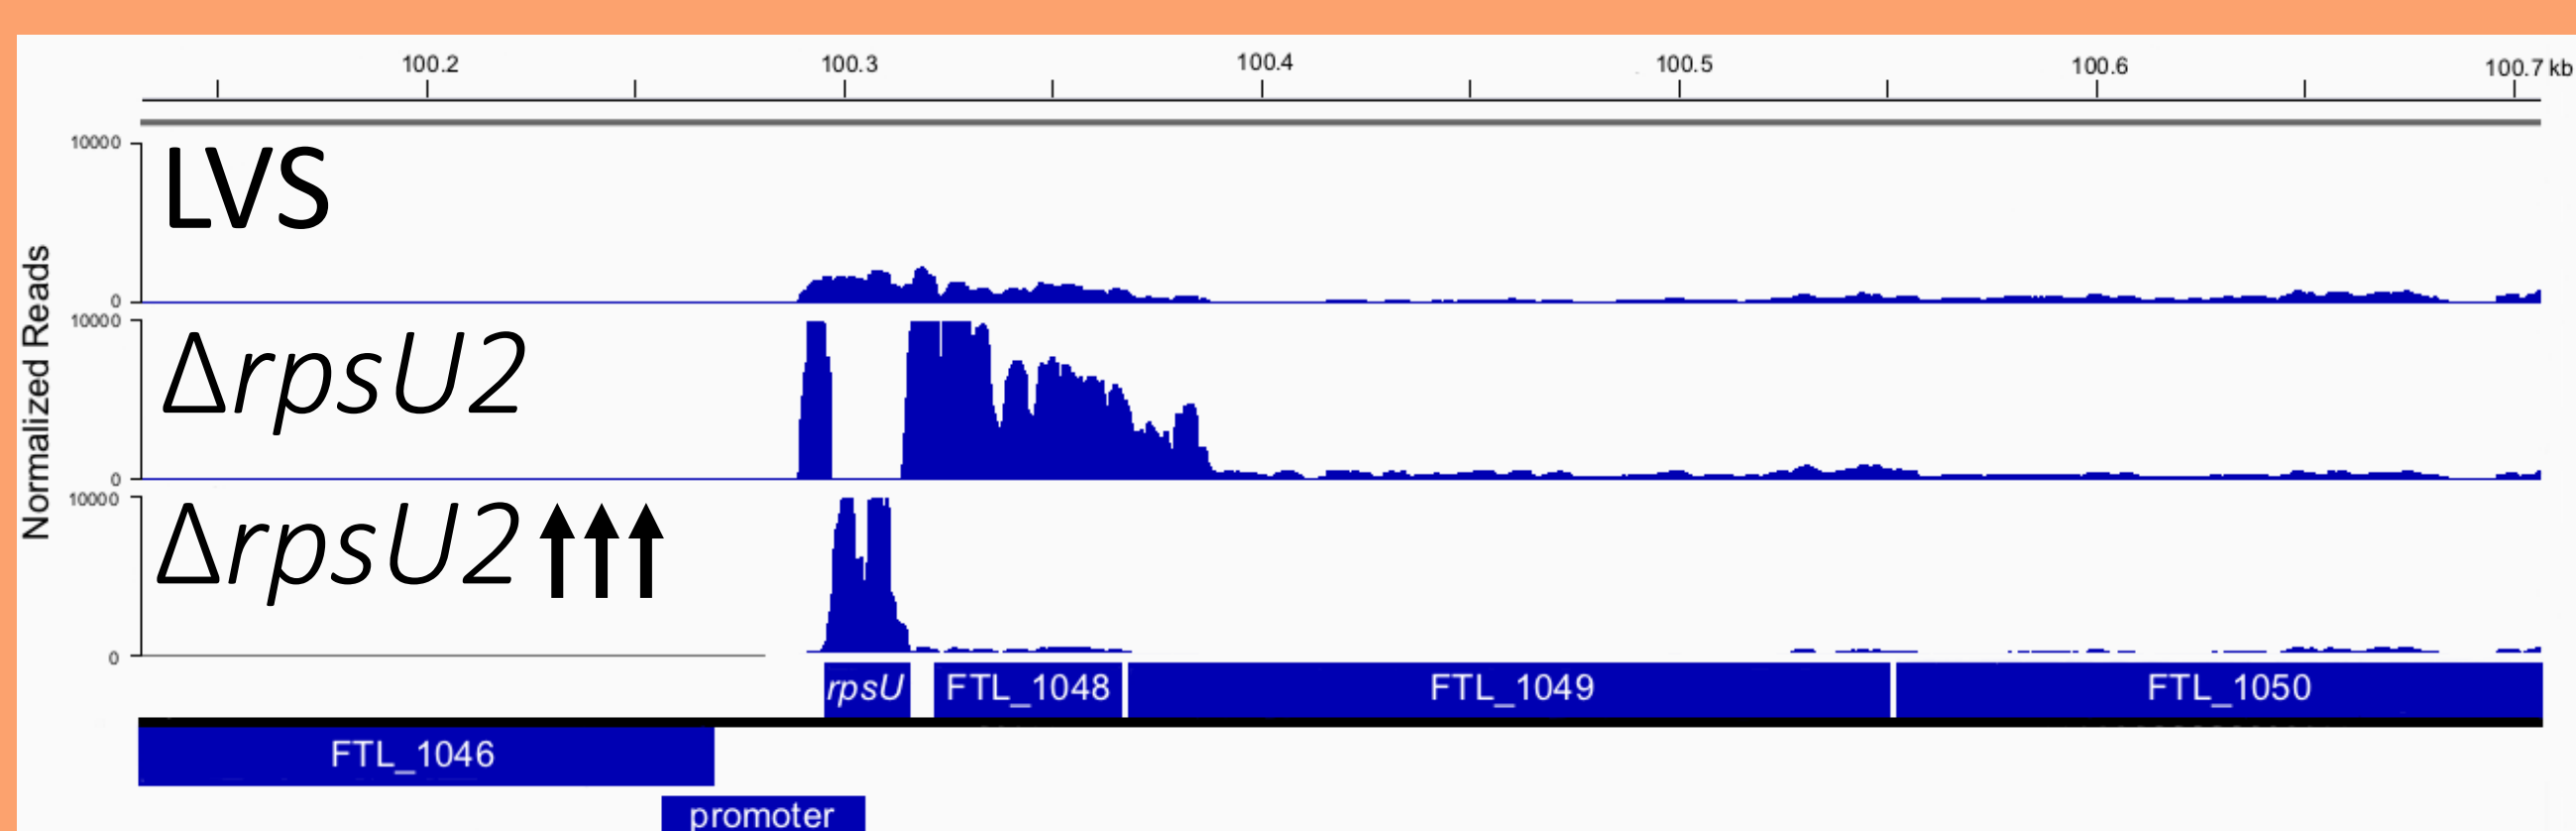 100.2 100.3 100.4 100.5 100.6 100.7 kb
Normalized Reads
10000
LVS
0
10000
ΔrpsU2
0
10000
ΔrpsU2↑↑↑
0
rpsU FTL_1048 FTL_1049 FTL_1050
FTL_1046
promoter